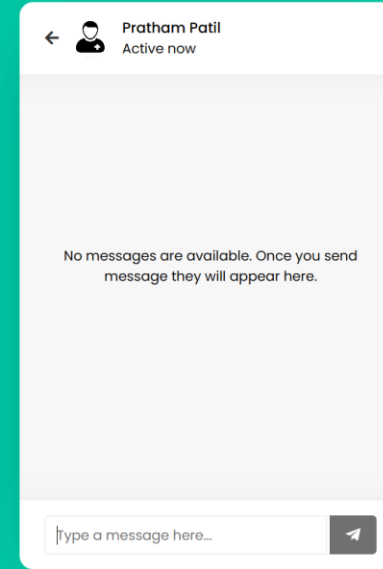 Pratham Patil
Active now
No messages are available. Once you send
message they will appear here.
Type a message here...